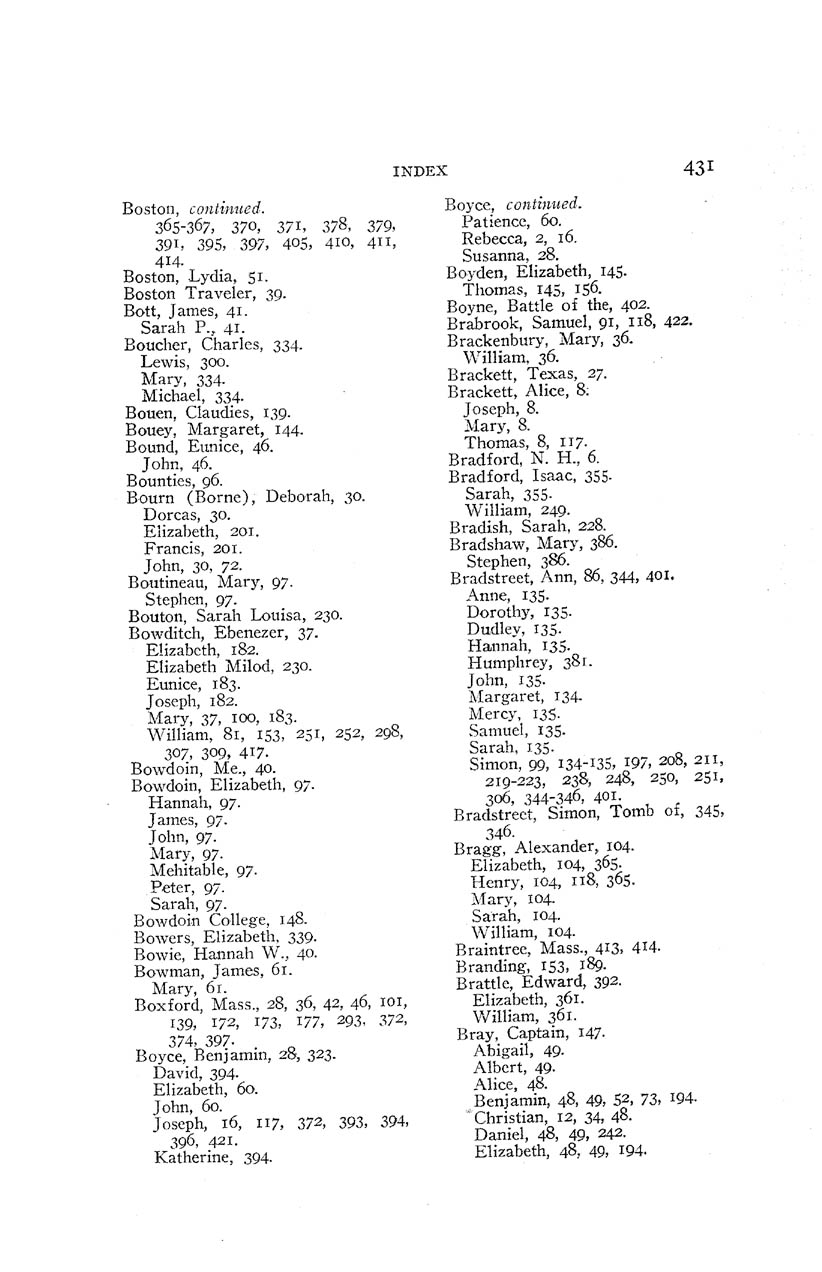 INDEX 431
Boston, continued.
365-367, 370, 371, 378, 379,
391, 395, 397, 405, 410, 411,
414.
Boston, Lydia, 51.
Boston Traveler, 39.
Bott, James, 41.
Sarah P., 41.
Boucher, Charles, 334.
Lewis, 300.
Mary, 334.
Michael, 334.
Bouen, Claudies, 139.
Bouey, Margaret, 144.
Bound, Eunice, 46.
John, 46.
Bounties, 96.
Bourn (Borne), Deborah, 30.
Dorcas, 30.
Elizabeth, 201.
Francis, 201.
John, 30, 72.
Boutineau, Mary, 97.
Stephen, 97.
Bouton, Sarah Louisa, 230.
Bowditch, Ebenezer, 37.
Elizabeth, 182.
Elizabeth Milod, 230.
Eunice, 183.
Joseph, 182.
Mary, 37, 100, 183.
William, 81, 153, 251, 252, 298,
307, 309, 417.
Bowdoin, Me., 40.
Bowdoin, Elizabeth, 97.
Hannah, 97.
James, 97.
John, 97.
Mary, 97.
Mehitable, 97.
Peter, 97.
Sarah, 97.
Bowdoin College, 148.
Bowers, Elizabeth, 339.
Bowie, Hannah W., 40.
Bowman, James, 61.
Mary, 61.
Boxford, Mass., 28, 36, 42, 46, 101,
139, 172, 173, 177, 293, 372,
374, 397.
Boyce, Benjamin, 28, 323.
David, 394.
Elizabeth, 60.
John, 60.
Joseph, 16, 117, 372, 393, 394,
396, 421.
Katherine, 394.
Boyce, continued.
Patience, 60.
Rebecca, 2, 16.
Susanna, 28.
Boyden, Elizabeth, 145.
Thomas, 145, 156.
Boyne, Battle of the, 402.
Brabrook, Samuel, 91, 118, 422.
Brackenbury, Mary, 36.
William, 36.
Brackett, Texas, 27.
Brackett, Alice, 8.
Joseph, 8.
Mary, 8.
Thomas, 8, 117.
Bradford, N. H., 6.
Bradford, Isaac, 355.
Sarah, 355.
William, 249.
Bradish, Sarah, 228.
Bradshaw, Mary, 386.
Stephen, 386.
Bradstreet, Ann, 86, 344, 401.
Anne, 135.
Dorothy, 135.
Dudley, 135.
Hannah, 135.
Humphrey, 381.
John, 135.
Margaret, 134.
Mercy, 135.
Samuel, 135.
Sarah, 135.
Simon, 99, 134-135, 197, 208, 211,
219-223, 238, 248, 250, 251,
306, 344-346, 401.
Bradstreet, Simon, Tomb of, 345,
346.
Bragg, Alexander, 104.
Elizabeth, 104, 365.
Henry, 104, 118, 365.
Mary, 104.
Sarah, 104.
William, 104.
Braintree, Mass., 413, 414.
Branding, 153, 189.
Brattle, Edward, 392.
Elizabeth, 361.
William, 361.
Bray, Captain, 147.
Abigail, 49.
Albert, 49.
Alice, 48.
Benjamin, 48, 49, 52, 73, 194.
Christian, 12, 34, 48.
Daniel, 48, 49, 242.
Elizabeth, 48, 49, 194.